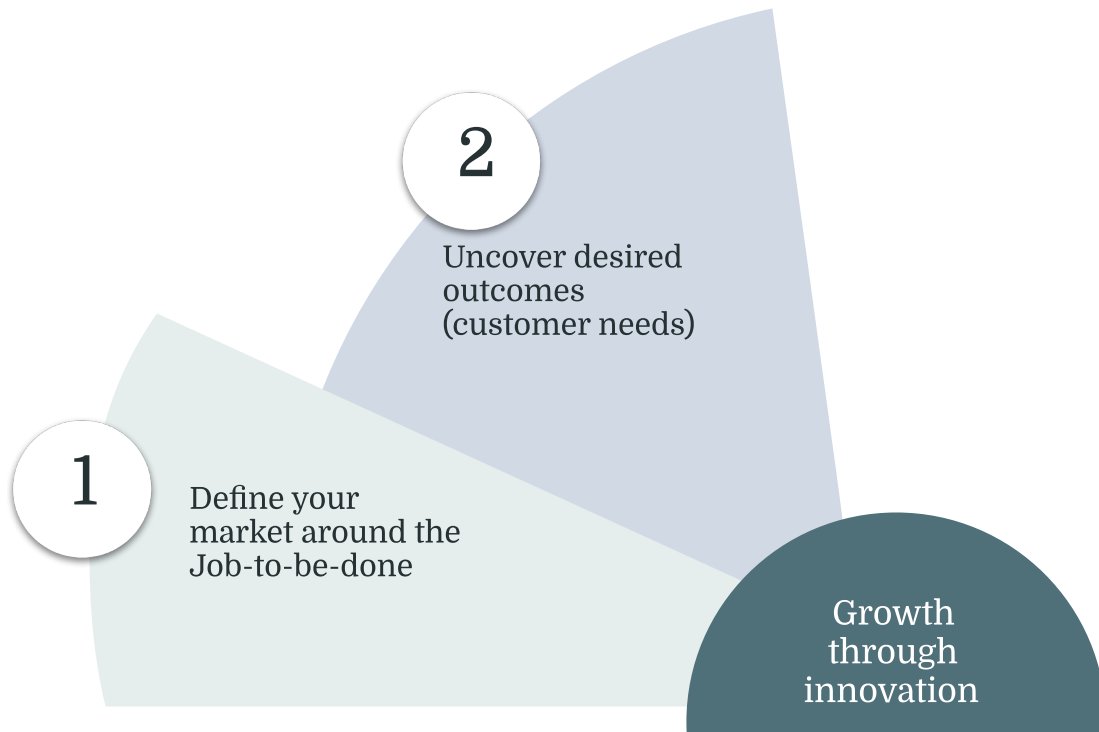 1
Define your
market around the
Job-to-be-done
2
Uncover desired
outcomes
(customer needs)
Growth
through
innovation